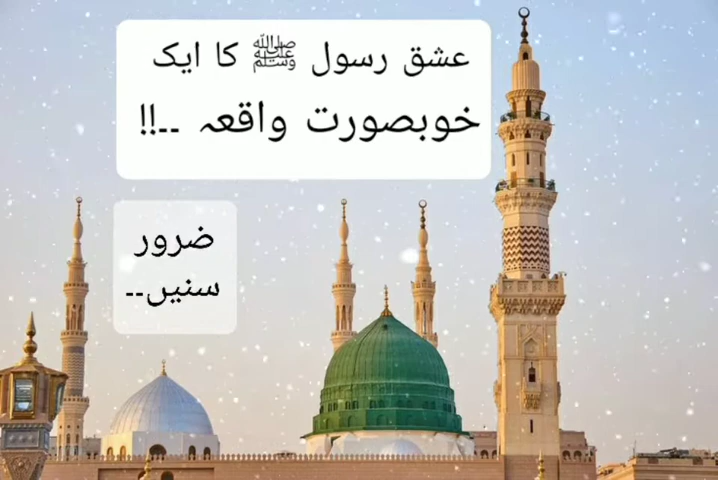 عشق رسول ﷺ کا ایک
خوبصورت واقعہ ۔۔!!
ضرور
سنیں۔۔